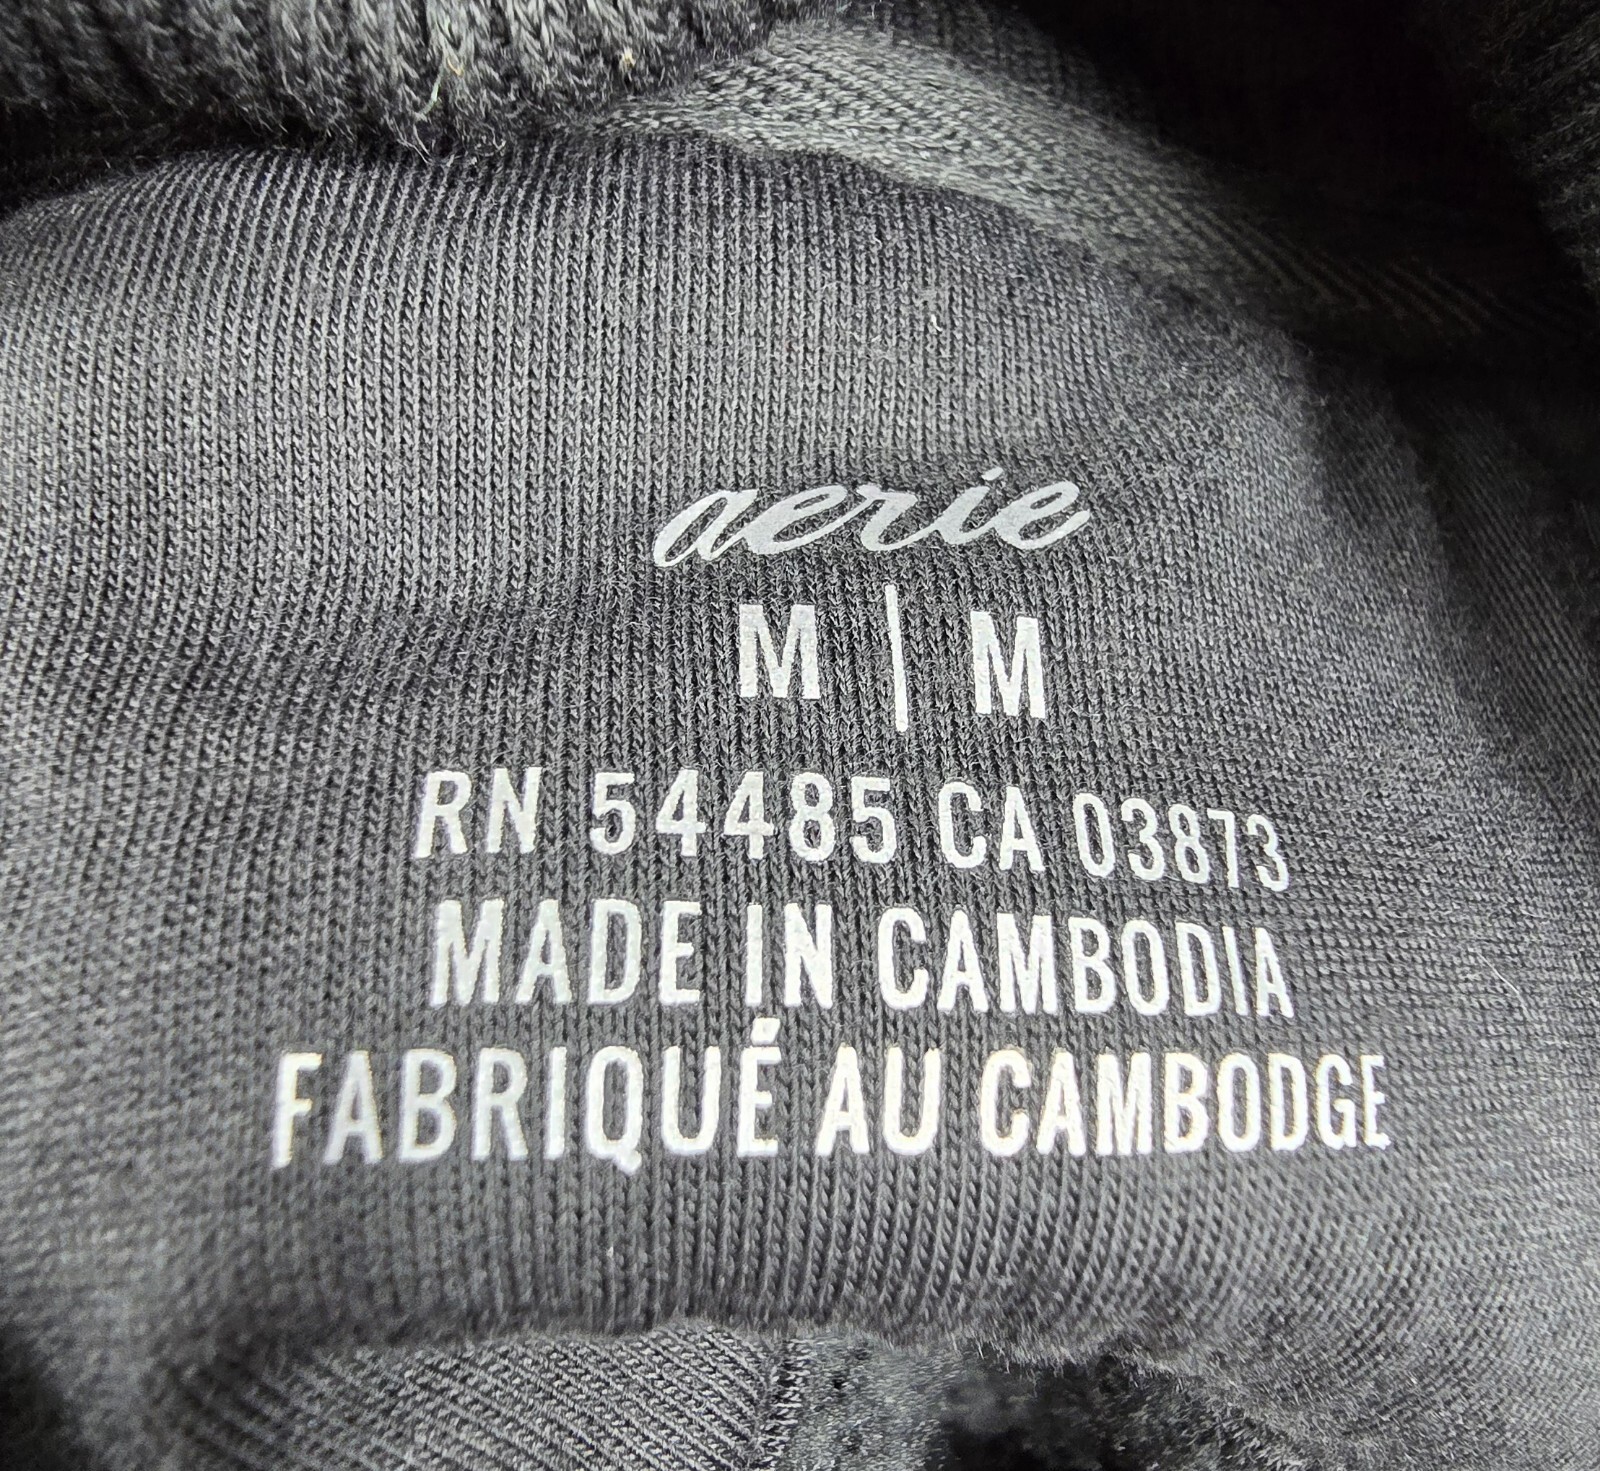 aerie
M | M
RN 54485 CA 03873
MADE IN CAMBODIA
FABRIQUÉ AU CAMBODGE